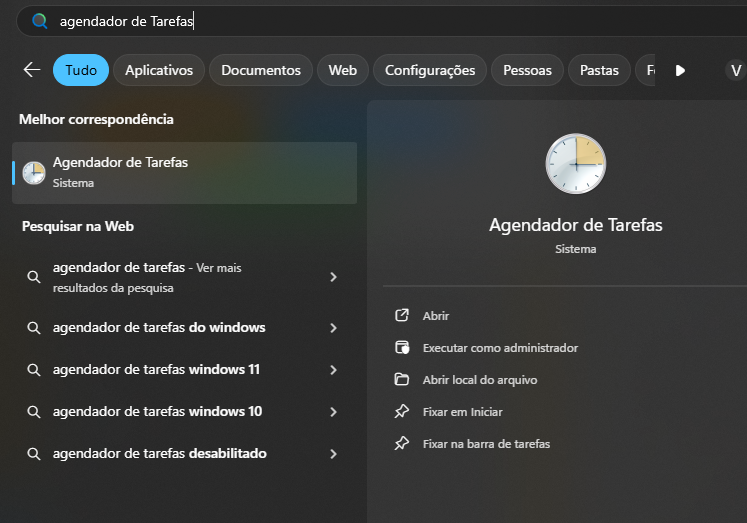 agendador de Tarefas
Tudo
Aplicativos
Documentos
Web
Configurações
Pessoas
Pastas
V
Melhor correspondência
Agendador de Tarefas
Sistema
Pesquisar na Web
agendador de tarefas - Ver mais
resultados da pesquisa
agendador de tarefas do windows
agendador de tarefas windows 11
agendador de tarefas windows 10
agendador de tarefas desabilitado
Agendador de Tarefas
Sistema
Abrir
Executar como administrador
Abrir local do arquivo
Fixar em Iniciar
Fixar na barra de tarefas